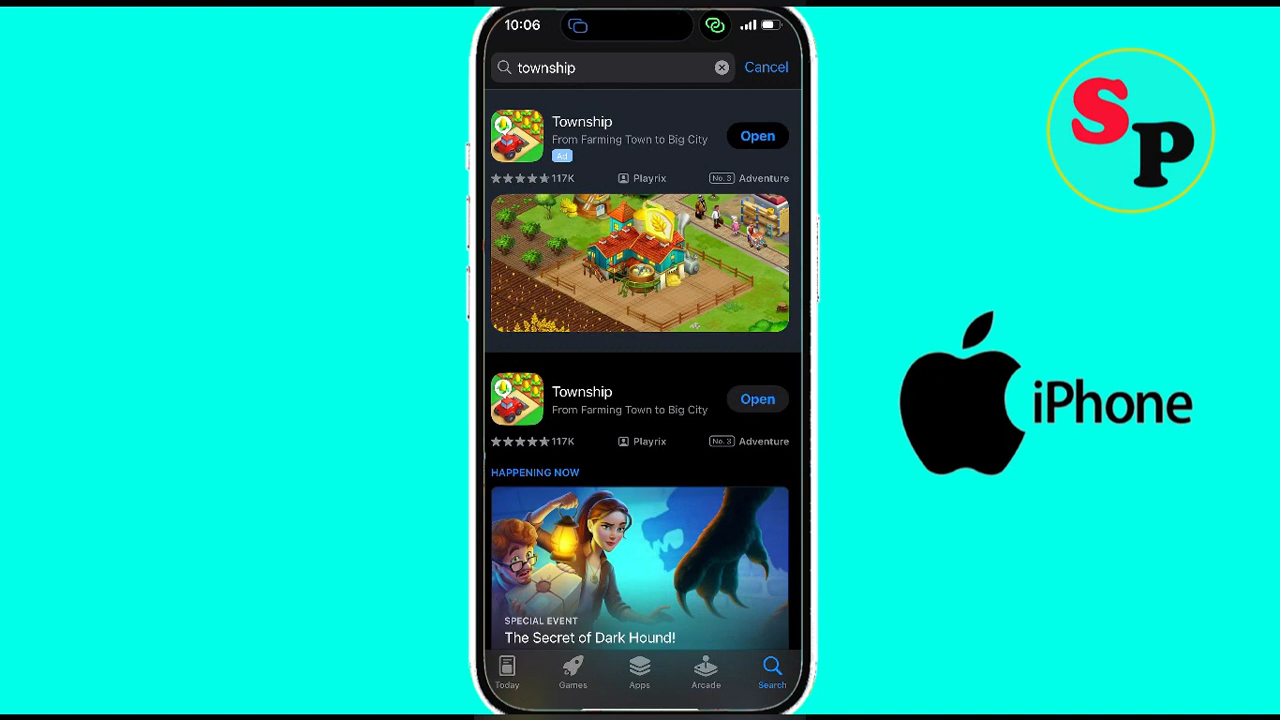 10:06
township
Cancel
Township
From Farming Town to Big City
Open
Ad
117K
Playrix
No. 3
Adventure
Township
From Farming Town to Big City
Open
117K
Playrix
No. 3
Adventure
HAPPENING NOW
SPECIAL EVENT
The Secret of Dark Hound!
Today
Games
Apps
Arcade
Search
SP
iPhone